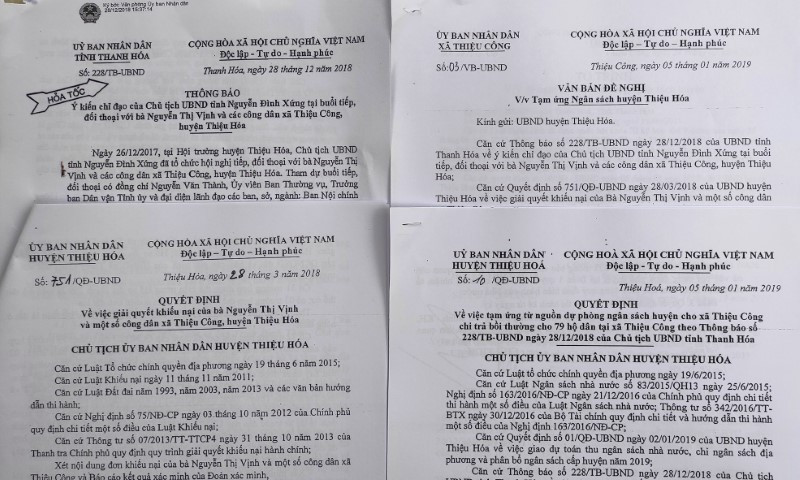 Ký bởi: Văn phòng Ủy ban Nhân dân
28/12/2018 15:37:14
ỦY BAN NHÂN DÂN
TỈNH THANH HÓA
CỘNG HÒA XÃ HỘI CHỦ NGHĨA VIỆT NAM
Độc lập - Tự do - Hạnh phúc
Số: 228/TB-UBND
Thanh Hóa, ngày 28 tháng 12 năm 2018
HỎA TỐC
THÔNG BÁO
Ý kiến chỉ đạo của Chủ tịch UBND tỉnh Nguyễn Đình Xứng tại buổi tiếp,
đối thoại với bà Nguyễn Thị Vịnh và các công dân xã Thiệu Công,
huyện Thiệu Hóa
Ngày 26/12/2017, tại Hội trường huyện Thiệu Hóa, Chủ tịch UBND
tỉnh Nguyễn Đình Xứng đã tổ chức hội nghị tiếp, đối thoại với bà Nguyễn Thị
Vịnh và các công dân xã Thiệu Công, huyện Thiệu Hóa. Tham dự buổi tiếp,
đối thoại có đồng chí Nguyễn Văn Thành, Ủy viên Ban Thường vụ, Trưởng
ban Dân vận Tỉnh ủy và đại diện lãnh đạo các ban, sở, ngành: Ban Nội chính
ỦY BAN NHÂN DÂN
XÃ THIỆU CÔNG
CỘNG HÒA XÃ HỘI CHỦ NGHĨA VIỆT NAM
Độc lập – Tự do – Hạnh phúc
Số: 05/VB-UBND
Thiệu Công, ngày 05 tháng 01 năm 2019
VĂN BẢN ĐỀ NGHỊ
V/v Tạm ứng Ngân sách huyện Thiệu Hóa
Kính gửi: UBND huyện Thiệu Hóa.
Căn cứ Thông báo số 228/TB-UBND ngày 28/12/2018 của UBND tỉnh
Thanh Hóa về ý kiến chỉ đạo của Chủ tịch UBND tỉnh Nguyễn Đình Xứng tại buổi
tiếp, đối thoại với bà Nguyễn Thị Vịnh và các công dân xã Thiệu Công, huyện Thiệu
Hóa;
Căn cứ Quyết định số 751/QĐ-UBND ngày 28/03/2018 của UBND huyện
Thiệu Hóa về việc giải quyết khiếu nại của Bà Nguyễn Thị Vịnh và một số công dân
ỦY BAN NHÂN DÂN
HUYỆN THIỆU HÓA
CỘNG HÒA XÃ HỘI CHỦ NGHĨA VIỆT NAM
Độc lập – Tự do – Hạnh phúc
Số: 751/QĐ-UBND
Thiệu Hóa, ngày 28 tháng 3 năm 2018
QUYẾT ĐỊNH
Về việc giải quyết khiếu nại của bà Nguyễn Thị Vịnh
và một số công dân xã Thiệu Công, huyện Thiệu Hóa
CHỦ TỊCH ỦY BAN NHÂN DÂN HUYỆN THIỆU HÓA
Căn cứ Luật Tổ chức chính quyền địa phương ngày 19 tháng 6 năm 2015;
Căn cứ Luật Khiếu nại ngày 11 tháng 11 năm 2011;
Căn cứ Luật Đất đai năm 1993, năm 2003, năm 2013 và các văn bản hướng
dẫn thi hành;
Căn cứ Nghị định số 75/NĐ-CP ngày 03 tháng 10 năm 2012 của Chính phủ
quy định chi tiết một số điều của Luật Khiếu nại;
Căn cứ Thông tư số 07/2013/TT-TTCP4 ngày 31 tháng 10 năm 2013 của
Thanh tra Chính phủ quy định quy trình giải quyết khiếu nại hành chính;
Xét nội dung đơn khiếu nại của bà Nguyễn Thị Vịnh và một số công dân xã
Thiệu Công và Báo cáo kết quả xác minh của Đoàn xác minh,
ỦY BAN NHÂN DÂN
HUYỆN THIỆU HOÁ
CỘNG HOÀ XÃ HỘI CHỦ NGHĨA VIỆT NAM
Độc lập - Tự do - Hạnh phúc
Số: 10 /QĐ-UBND
Thiệu Hoá, ngày 05 tháng 01 năm 2019
QUYẾT ĐỊNH
Về việc tạm ứng từ nguồn dự phòng ngân sách huyện cho xã Thiệu Công
chi trả bồi thường cho 79 hộ dân tại xã Thiệu Công theo Thông báo số
228/TB-UBND ngày 28/12/2018 của Chủ tịch UBND tỉnh Thanh Hóa
CHỦ TỊCH ỦY BAN NHÂN DÂN HUYỆN THIỆU HÓA
Căn cứ Luật tổ chức chính quyền địa phương ngày 19/6/2015;
Căn cứ Luật Ngân sách nhà nước số 83/2015/QH13 ngày 25/6/2015;
Nghị định số 163/2016/NĐ-CP ngày 21/12/2016 của Chính phủ quy định chi tiết
thi hành một số điều của Luật Ngân sách nhà nước; Thông tư số 342/2016/TT-
BTX ngày 30/12/2016 của Bộ Tài chính quy định chi tiết và hướng dẫn thi hành
một số điều của Nghị định 163/2016/NĐ-CP;
Căn cứ Quyết định số 01/QĐ-UBND ngày 02/01/2019 của UBND huyện
Thiệu Hóa về việc giao dự toán thu ngân sách nhà nước, chi ngân sách địa
phương và phân bổ ngân sách cấp huyện năm 2019;
Căn cứ Thông báo số 228/TB-UBND ngày 28/12/2018 của Chủ tịch